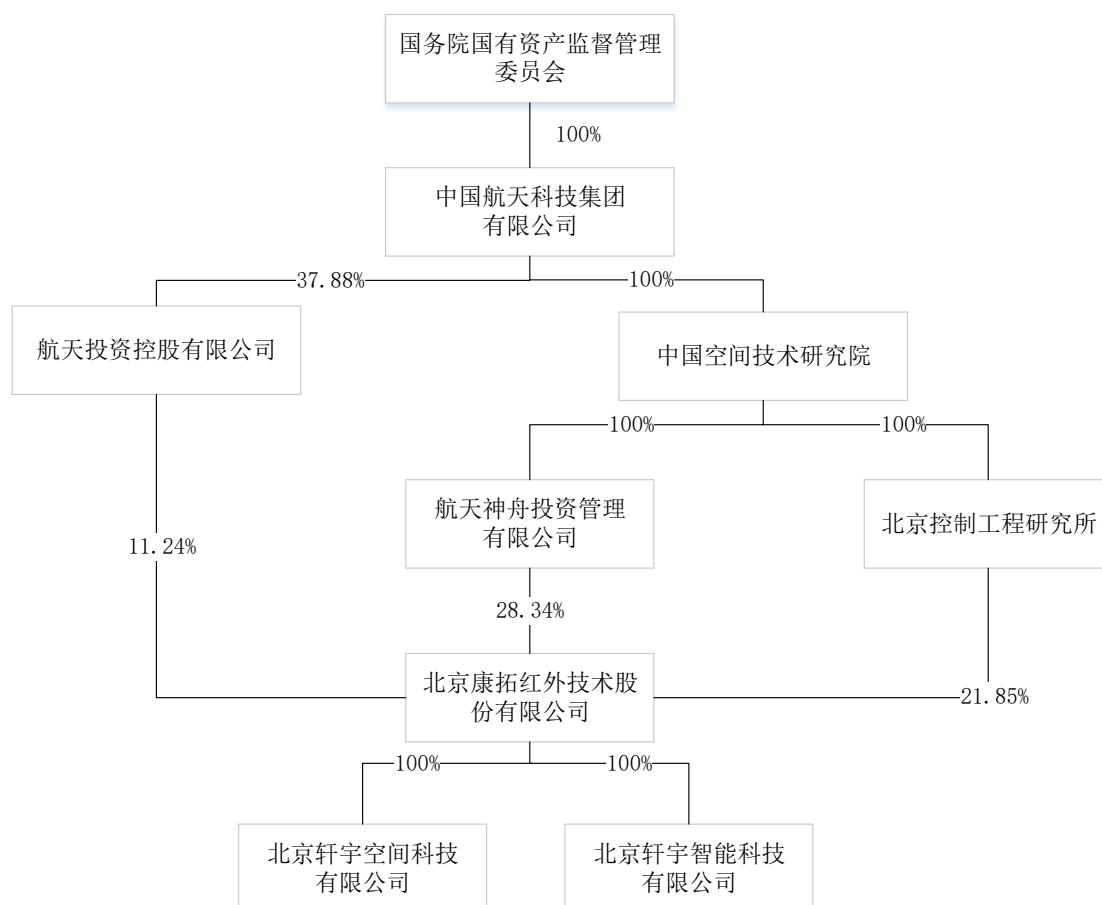 国务院国有资产监督管理
委员会
100%
中国航天科技集团
有限公司
37.88%
100%
航天投资控股有限公司
中国空间技术研究院
100%
100%
航天神舟投资管理
有限公司
北京控制工程研究所
11.24%
28.34%
北京康拓红外技术股
份有限公司
21.85%
100%
100%
北京轩宇空间科技
有限公司
北京轩宇智能科技
有限公司